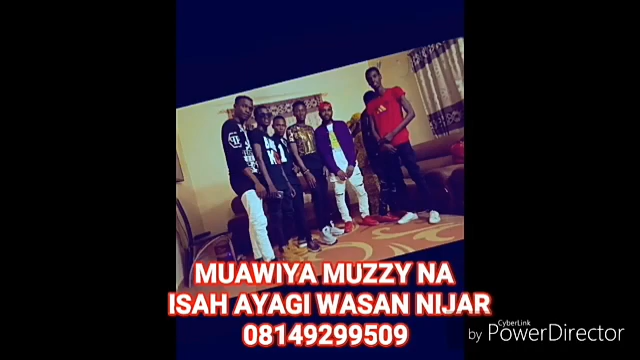 MUAWIYA MUZZY NA
ISAH AYAGI WASAN NIJAR
08149299509
CyberLink
by PowerDirector